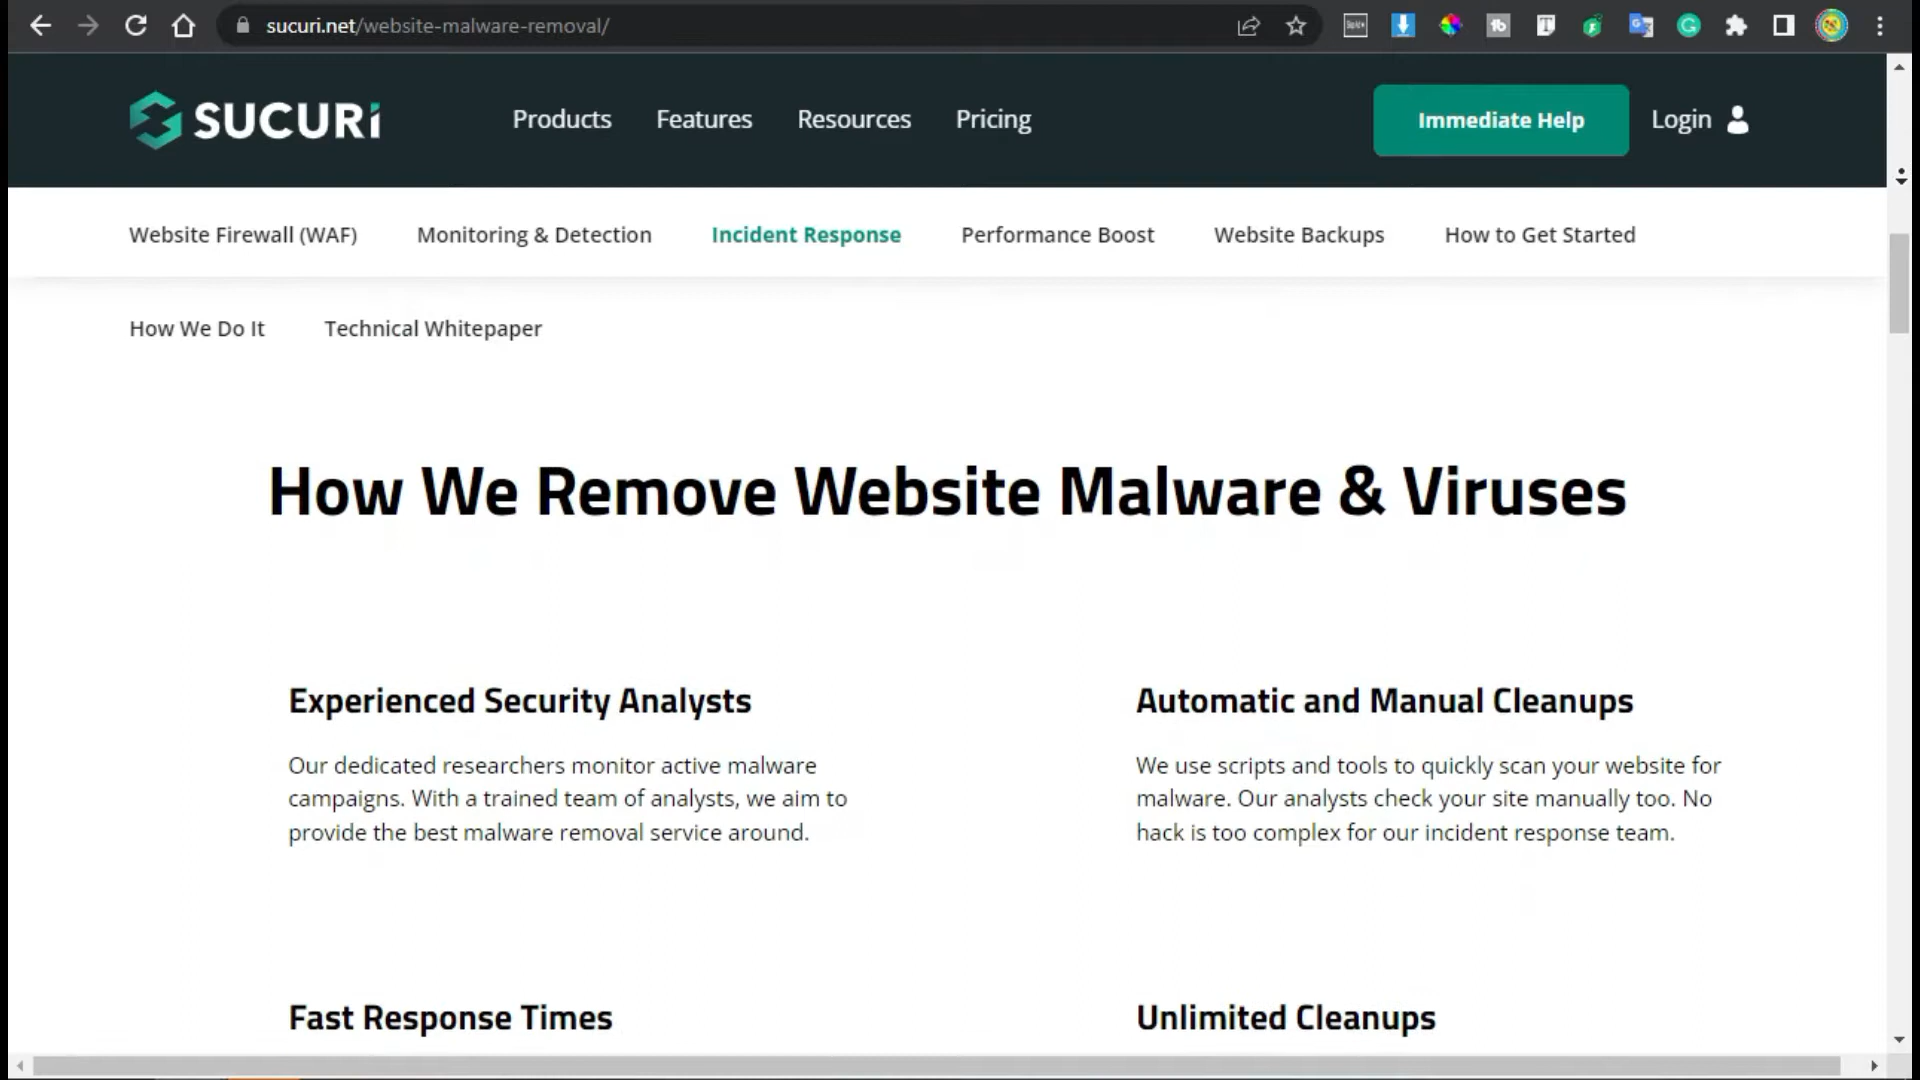 sucuri.net/website-malware-removal/
SUCURi
Products
Features
Resources
Pricing
Immediate Help
Login
Website Firewall (WAF)
Monitoring & Detection
Incident Response
Performance Boost
Website Backups
How to Get Started
How We Do It
Technical Whitepaper
How We Remove Website Malware & Viruses
Experienced Security Analysts
Our dedicated researchers monitor active malware
campaigns. With a trained team of analysts, we aim to
provide the best malware removal service around.
Automatic and Manual Cleanups
We use scripts and tools to quickly scan your website for
malware. Our analysts check your site manually too. No
hack is too complex for our incident response team.
Fast Response Times
Unlimited Cleanups